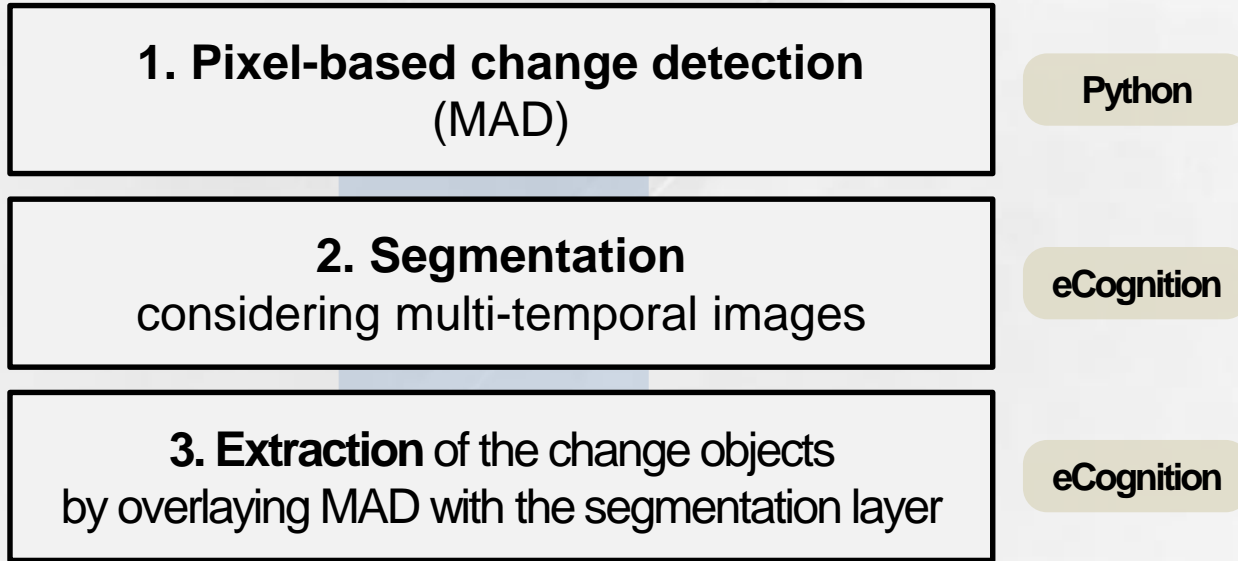 1. Pixel-based change detection
(MAD)
Python
2. Segmentation
considering multi-temporal images
eCognition
3. Extraction of the change objects
by overlaying MAD with the segmentation layer
eCognition